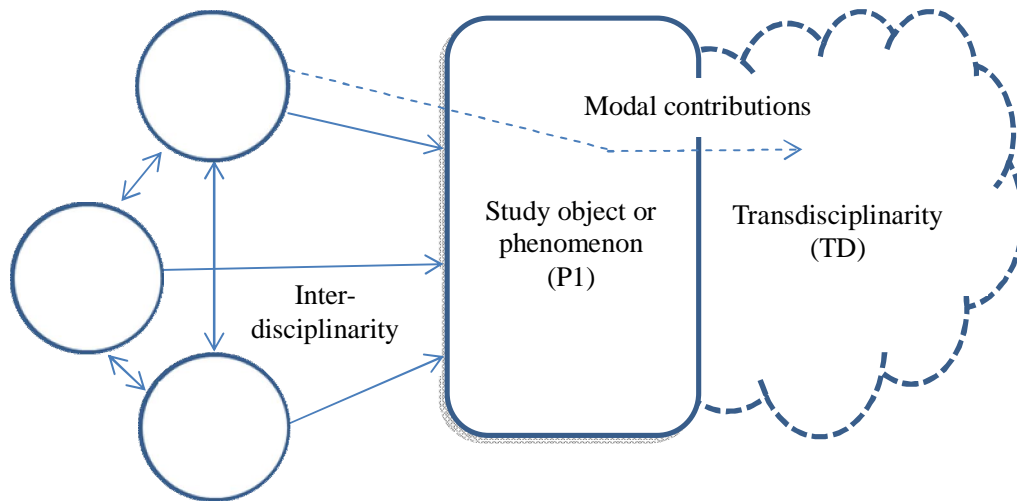 Modal contributions
Study object or
phenomenon
(P1)
Transdisciplinarity
(TD)
Inter-
disciplinarity